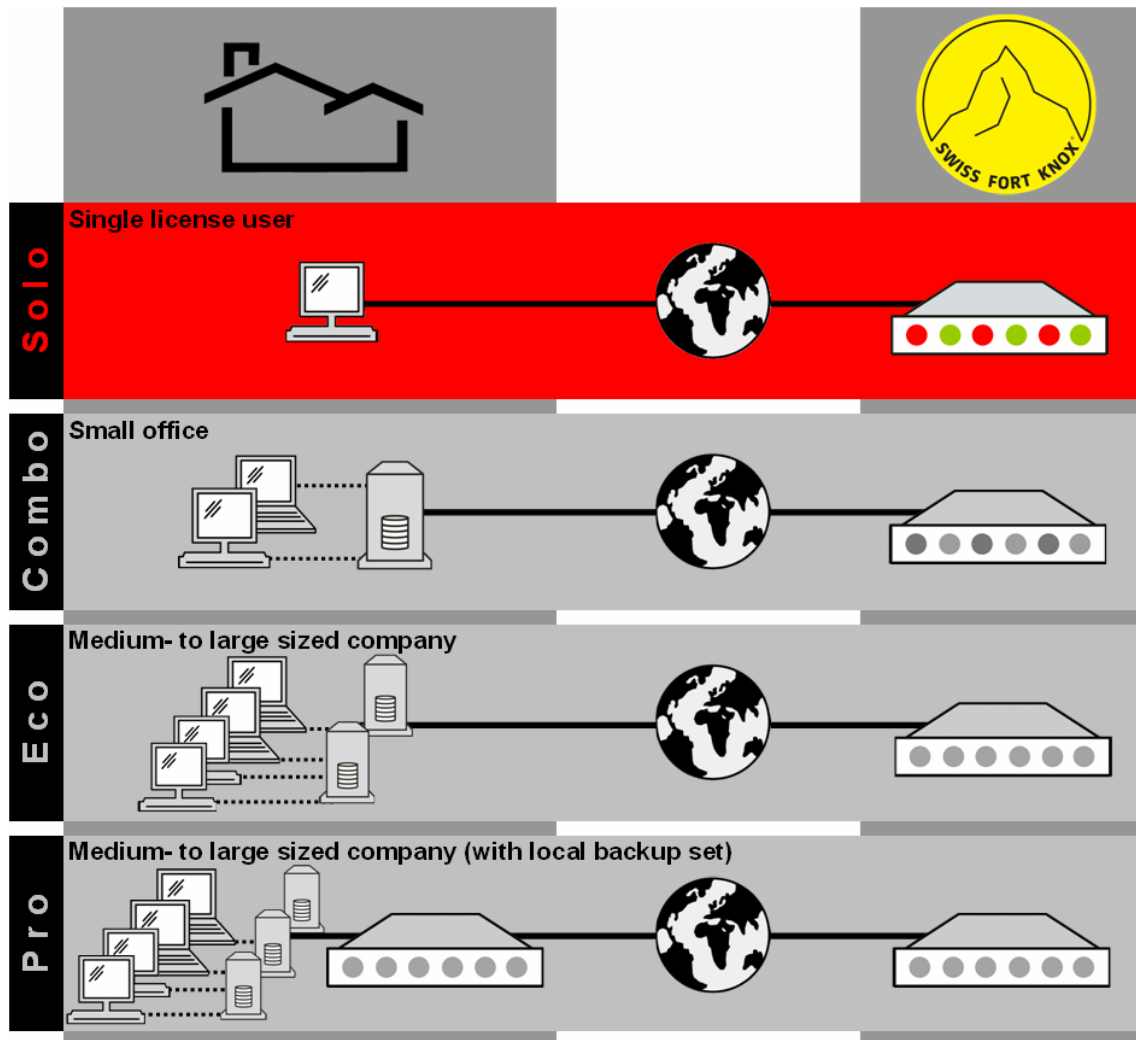 SWISS FORT KNOX
Solo
Single license user
Combo
Small office
Eco
Medium- to large sized company
Pro
Medium- to large sized company (with local backup set)